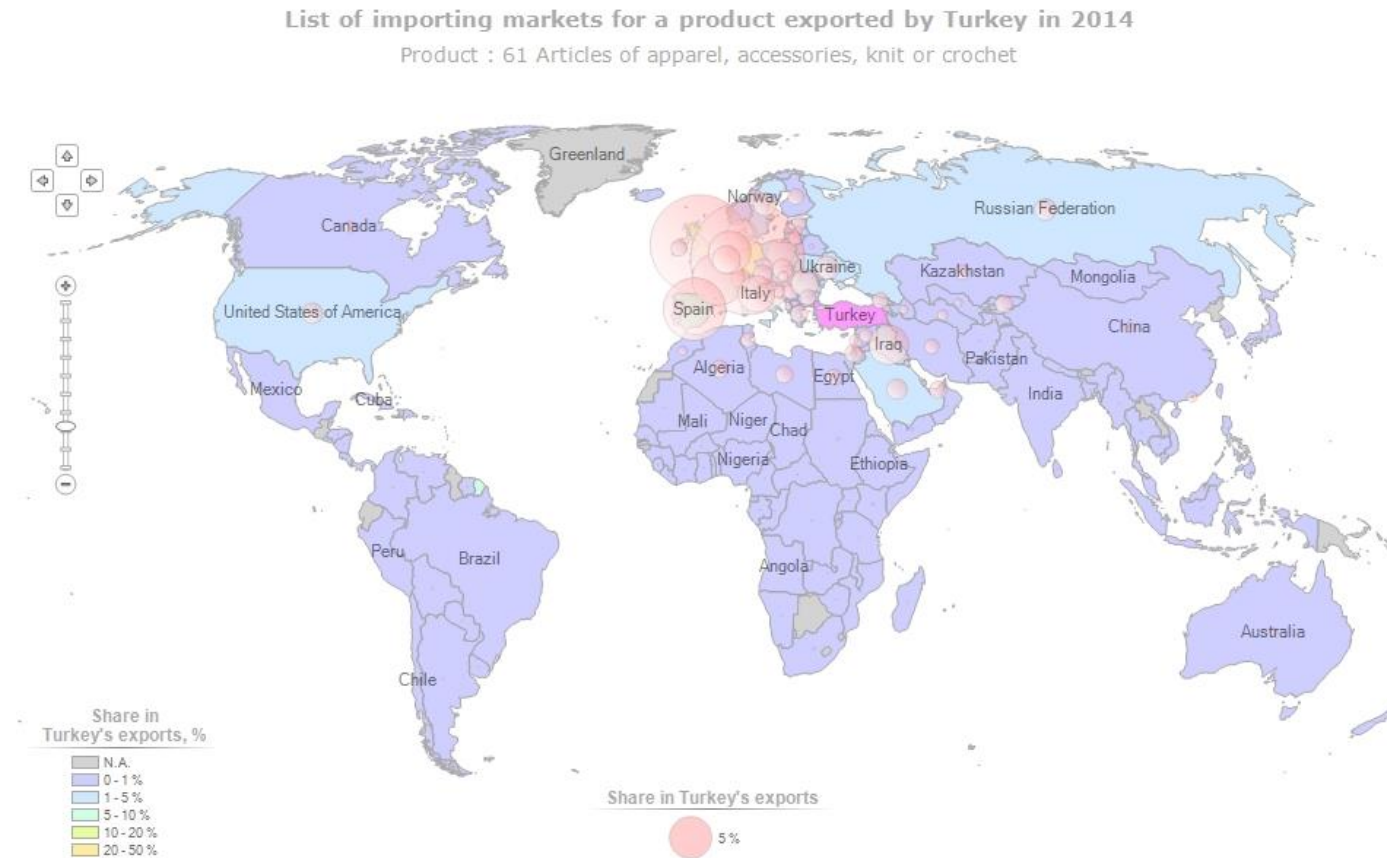 List of importing markets for a product exported by Turkey in 2014
Product : 61 Articles of apparel, accessories, knit or crochet
Greenland
Norway
Canada
Russian Federation
Ukraine
Kazakhstan
Mongolia
Italy
United States of America
Spain
Turkey
China
Iraq
Pakistan
Algeria
Egypt
Mexico
Cuba
India
Mali
Niger
Chad
Nigeria
Ethiopia
Peru
Brazil
Angola
Australia
Chile
Share in
Turkey's exports, %
N.A.
0 - 1 %
1 - 5 %
5 - 10 %
10 - 20 %
20 - 50 %
Share in Turkey's exports
5 %